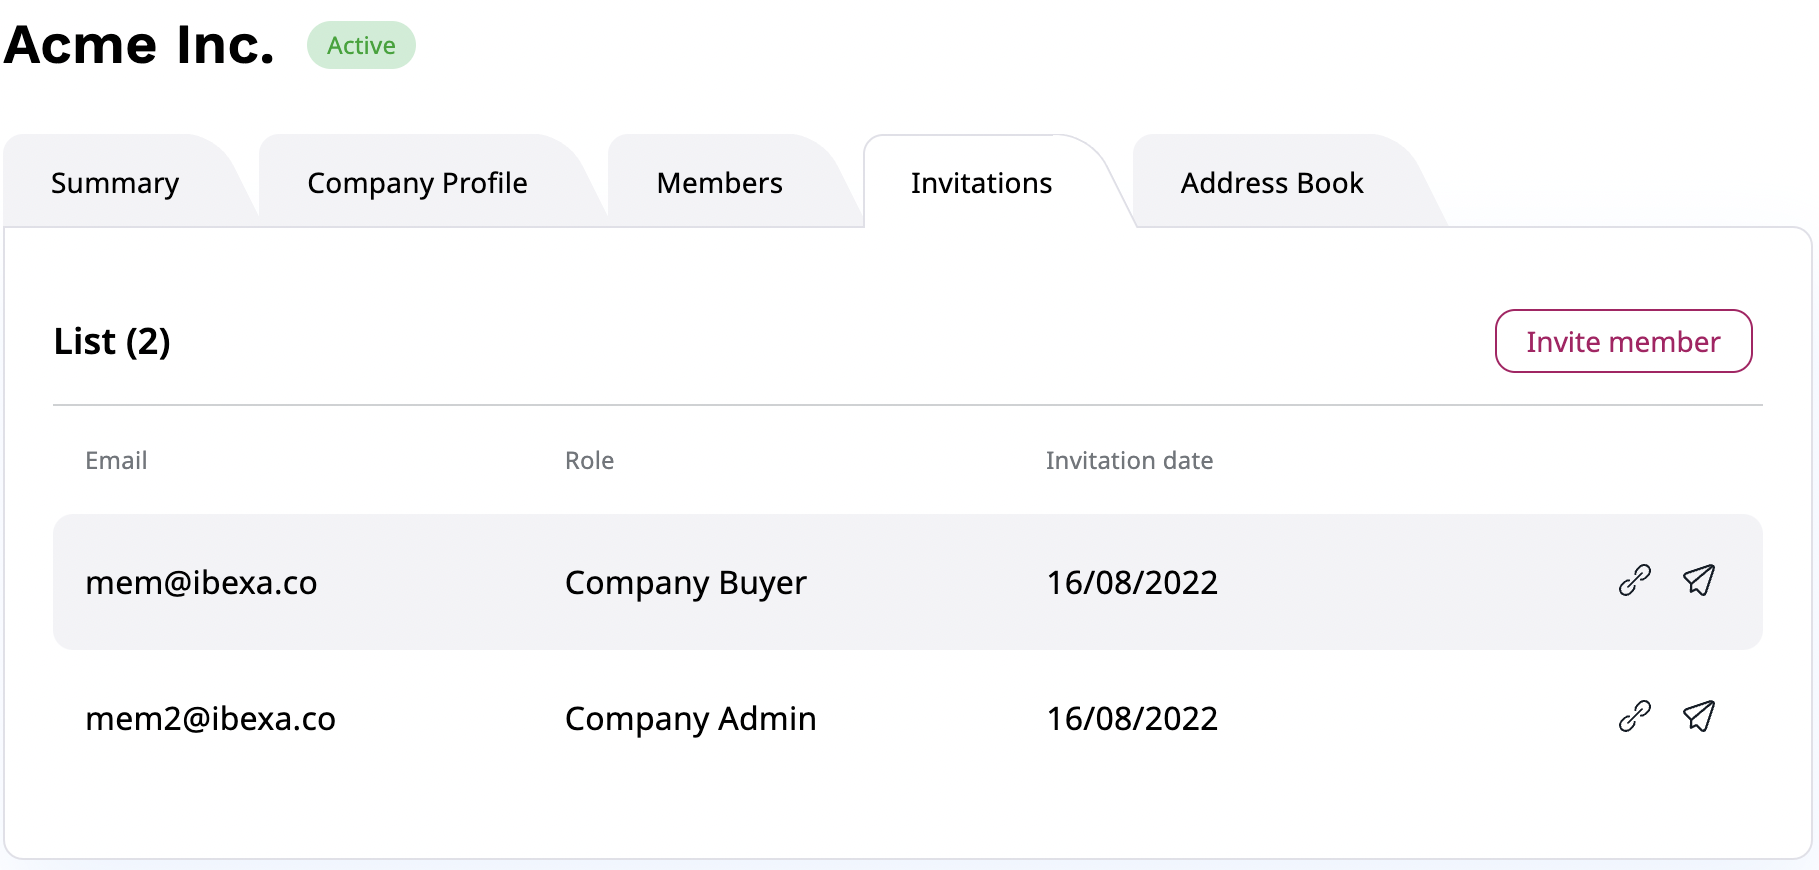 Acme Inc. Active
Summary Company Profile Members Invitations Address Book
List (2) Invite member
Email Role Invitation date
mem@ibexa.co Company Buyer 16/08/2022
mem2@ibexa.co Company Admin 16/08/2022